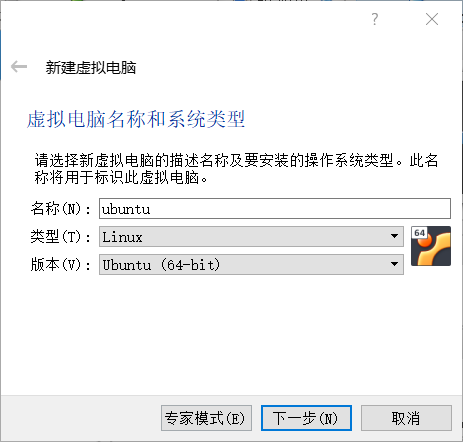 ?
新建虚拟电脑
虚拟电脑名称和系统类型
请选择新虚拟电脑的描述名称及要安装的操作系统类型。此名
称将用于标识此虚拟电脑。
名称(N): ubuntu
类型(T): Linux
64
版本(V): Ubuntu (64-bit)
专家模式(E) 下一步(N) 取消